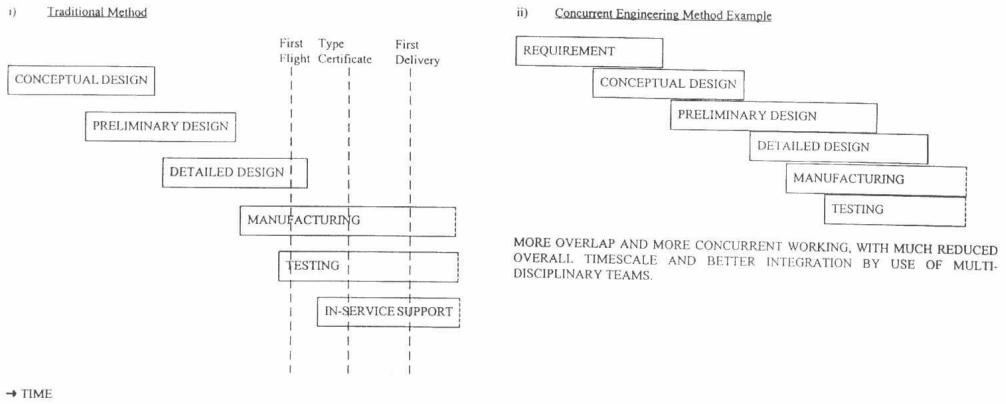 i) Traditional Method
First Type First
Flight Certificate Delivery
CONCEPTUAL DESIGN
PRELIMINARY DESIGN
DETAILED DESIGN
MANUFACTURING
TESTING
IN-SERVICE SUPPORT
→ TIME
ii) Concurrent Engineering Method Example
REQUIREMENT
CONCEPTUAL DESIGN
PRELIMINARY DESIGN
DETAILED DESIGN
MANUFACTURING
TESTING
MORE OVERLAP AND MORE CONCURRENT WORKING, WITH MUCH REDUCED
OVERALL TIMESCALE AND BETTER INTEGRATION BY USE OF MULTI-
DISCIPLINARY TEAMS.